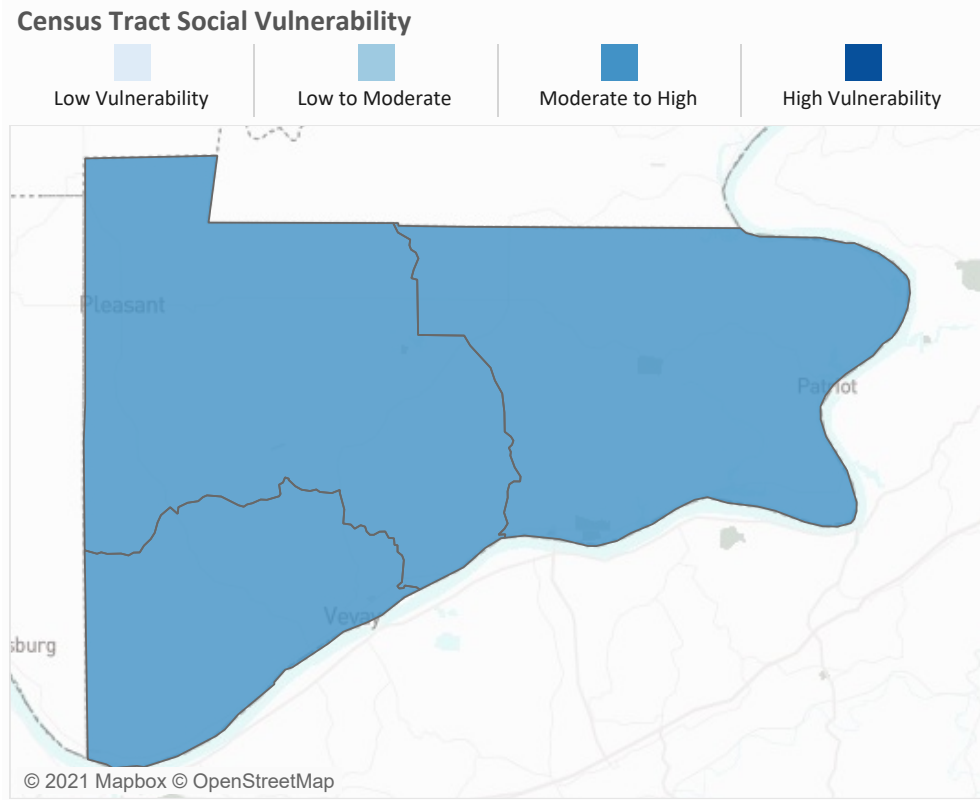 Census Tract Social Vulnerability
Low Vulnerability
Low to Moderate
Moderate to High
High Vulnerability
Pleasant
Patriot
Vevay
sburg
© 2021 Mapbox © OpenStreetMap